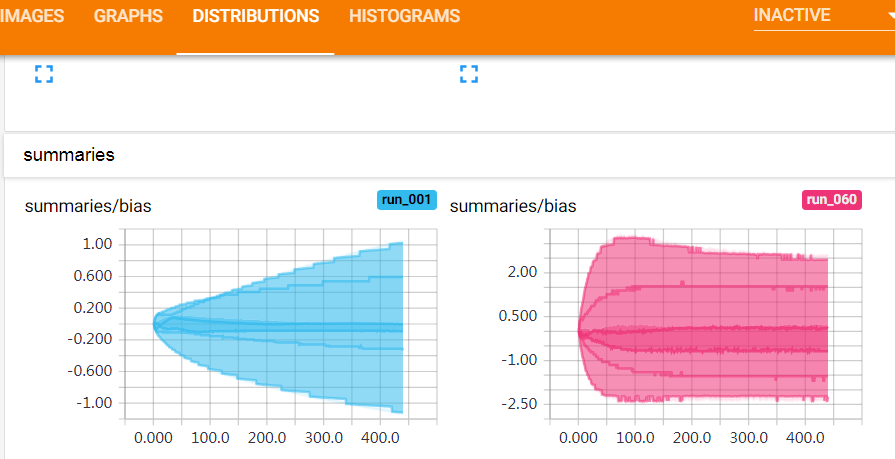 IMAGES GRAPHS DISTRIBUTIONS HISTOGRAMS INACTIVE
summaries
summaries/bias run_001
1.00
0.600
0.200
-0.200
-0.600
-1.00
0.000 100.0 200.0 300.0 400.0
summaries/bias run_060
2.00
0.500
-1.00
-2.50
0.000 100.0 200.0 300.0 400.0